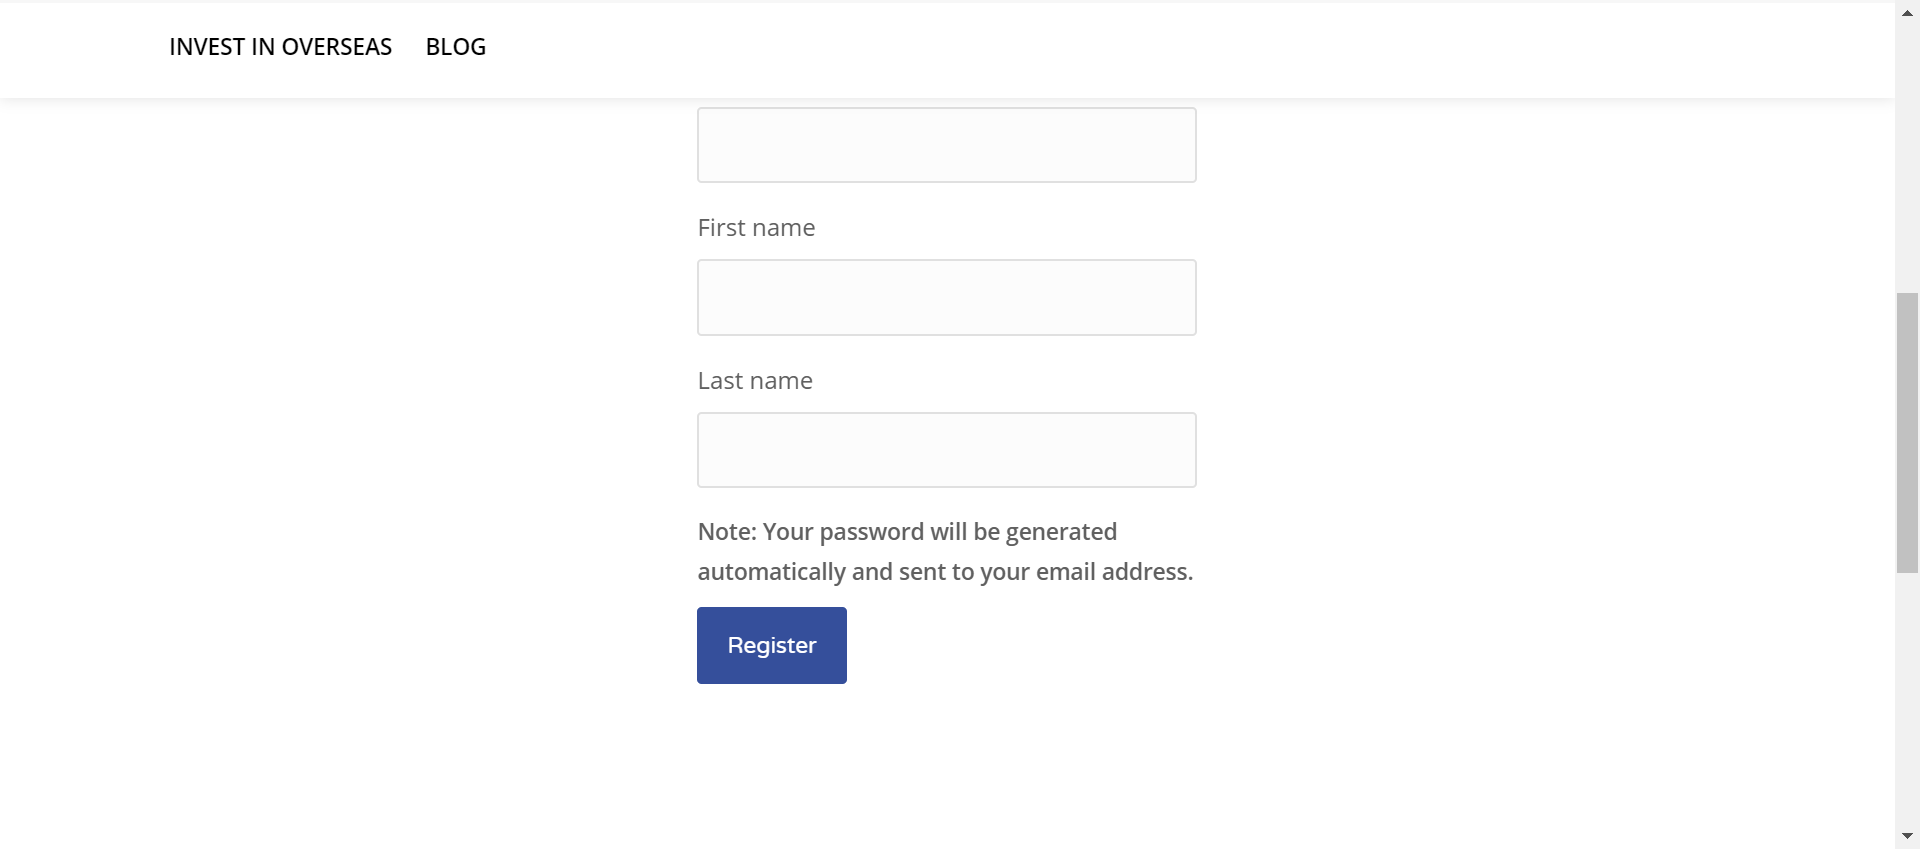 INVEST IN OVERSEAS BLOG
First name
Last name
Note: Your password will be generated
automatically and sent to your email address.
Register